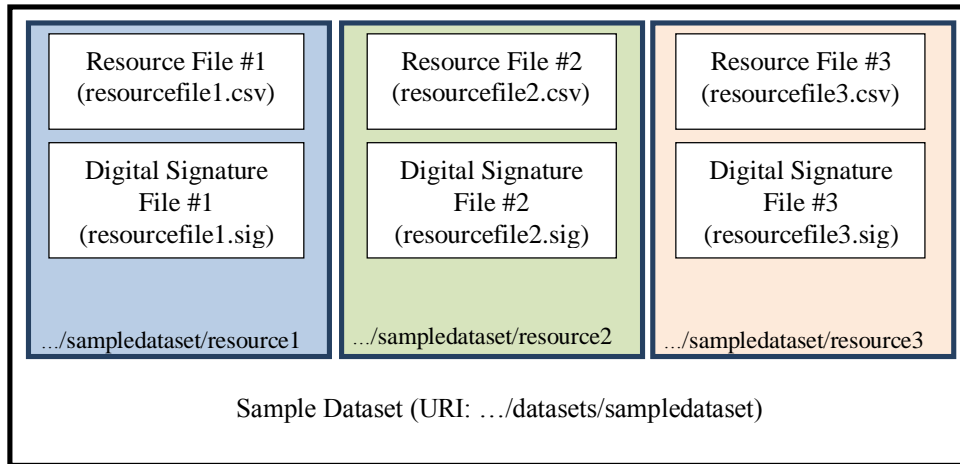 Resource File #1
(resourcefile1.csv)
Digital Signature
File #1
(resourcefile1.sig)
…/sampledataset/resource1
Resource File #2
(resourcefile2.csv)
Digital Signature
File #2
(resourcefile2.sig)
…/sampledataset/resource2
Resource File #3
(resourcefile3.csv)
Digital Signature
File #3
(resourcefile3.sig)
…/sampledataset/resource3
Sample Dataset (URI: …/datasets/sampledataset)